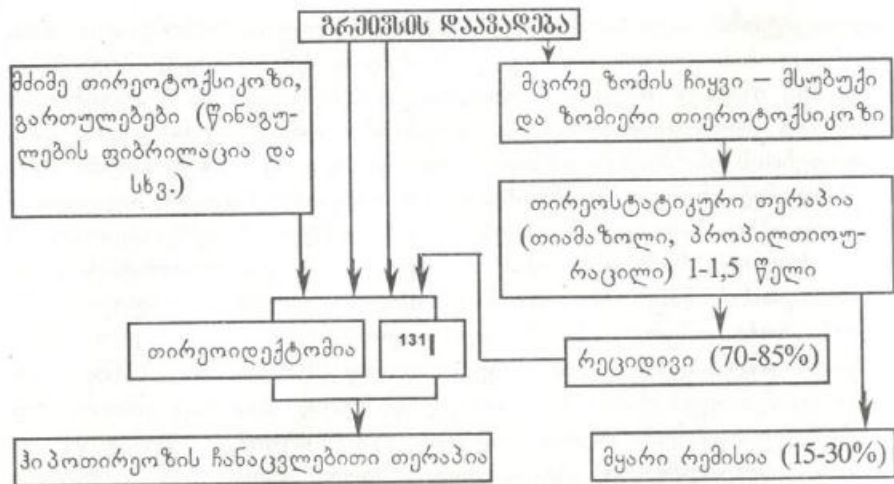 გრეივსის დაავადება
მძიმე თირეოტოქსიკოზი,
გართულებები (წინაგუ-
ლების ფიბრილაცია და
სხვ.)
მცირე ზომის ჩიყვი – მსუბუქი
და ზომიერი თიეროტოქსიკოზი
თირეოსტატიკური თერაპია
(თიამაზოლი, პროპილთიოუ-
რაცილი) 1-1,5 წელი
თირეოიდექტომია
131I
რეციდივი (70-85%)
ჰიპოთირეოზის ჩანაცვლებითი თერაპია
მყარი რემისია (15-30%)